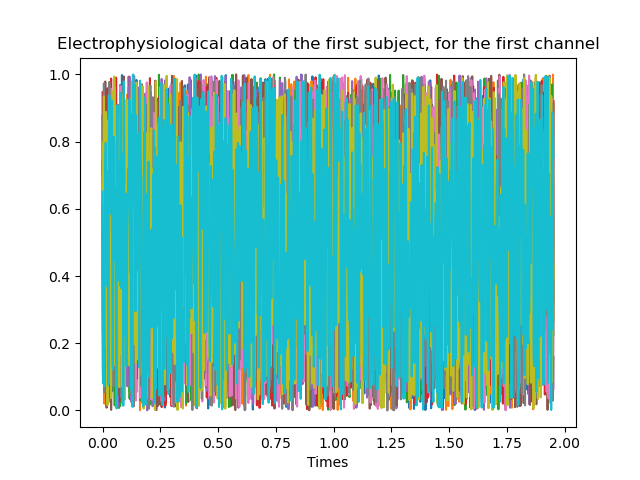 Electrophysiological data of the first subject, for the first channel
1.0
0.8
0.6
0.4
0.2
0.0
0.00 0.25 0.50 0.75 1.00 1.25 1.50 1.75 2.00
Times